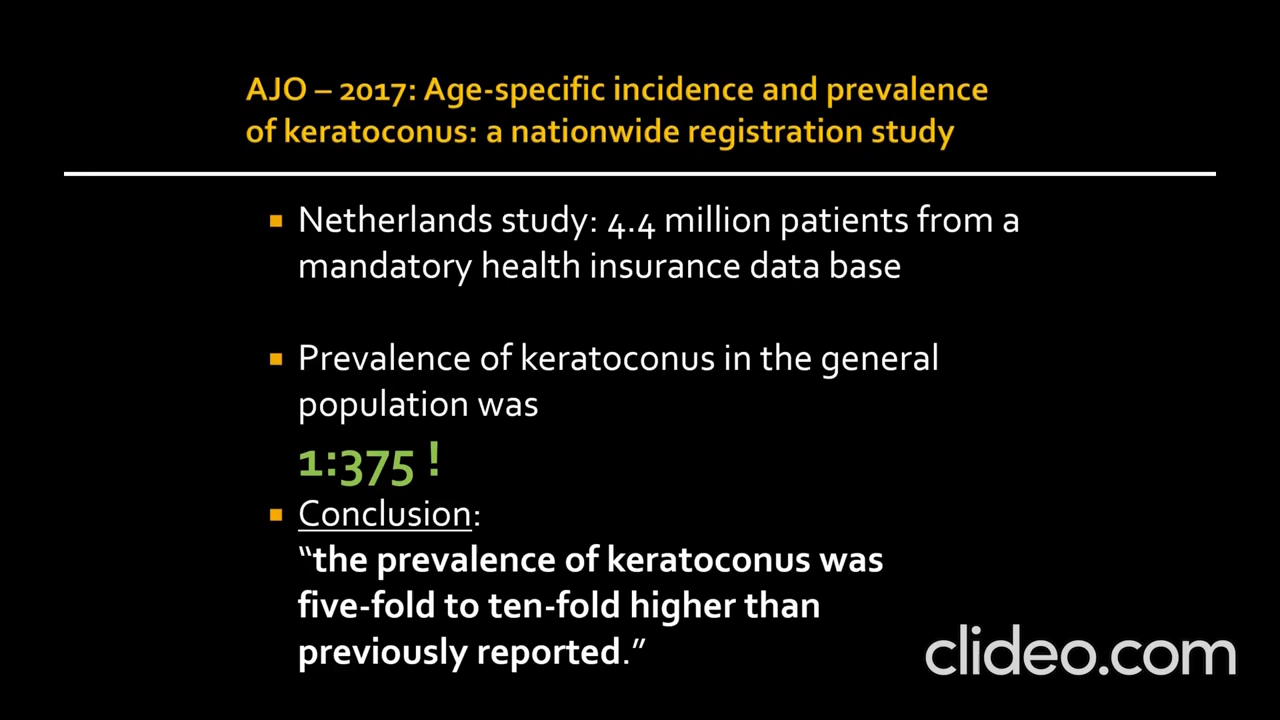 AJO – 2017: Age-specific incidence and prevalence
of keratoconus: a nationwide registration study
▪ Netherlands study: 4.4 million patients from a
mandatory health insurance data base
▪ Prevalence of keratoconus in the general
population was
1:375 !
▪ Conclusion:
“the prevalence of keratoconus was
five-fold to ten-fold higher than
previously reported.”
clideo.com